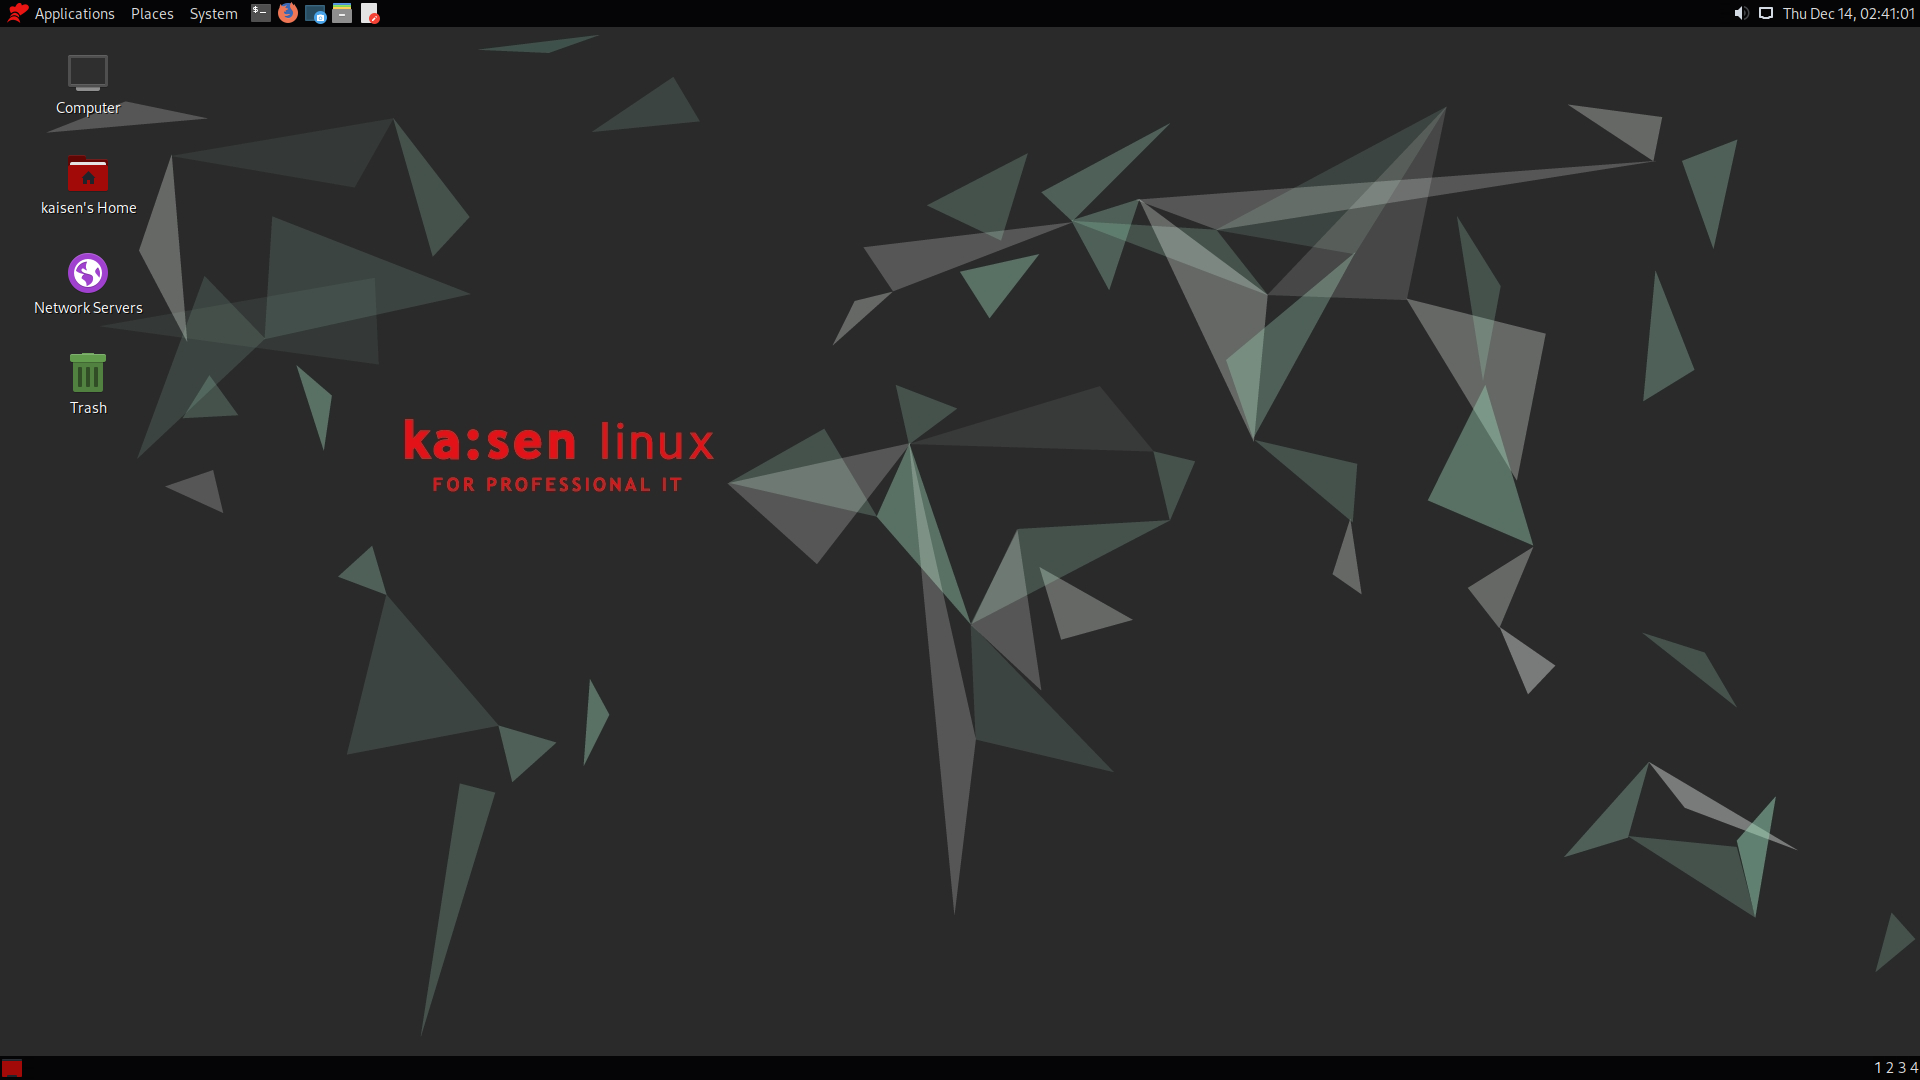 Applications Places System Thu Dec 14, 02:41:01
Computer
kaisen's Home
Network Servers
Trash
ka:sen linux
FOR PROFESSIONAL IT
1 2 3 4